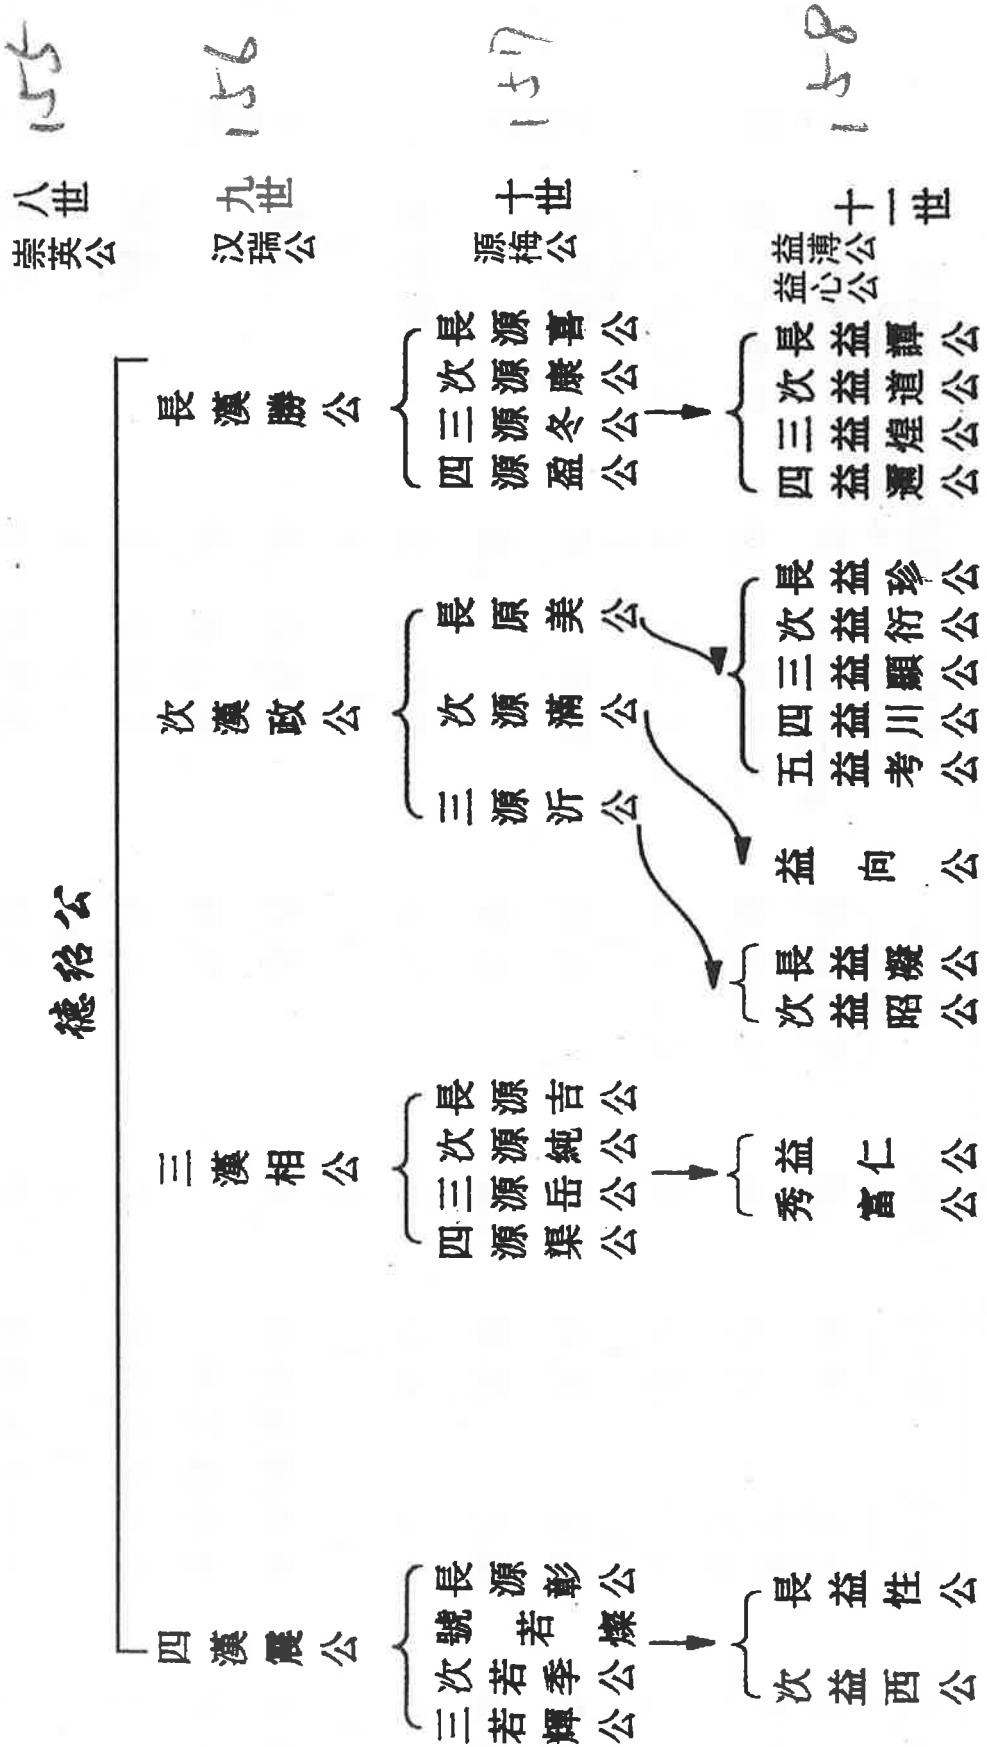 155
八世
崇英公
德紹公
156
九世
汉瑞公
長漢勝公
次漢政公
三漢相公
四漢震公
157
十世
源梅公
長源喜公
次源康公
三源冬公
四源盈公
長原美公
次源滿公
三源沂公
長源吉公
次源純公
三源岳公
四源渠公
長源彰公
號若燦
次若季公
三若輝公
158
十一世
益溥公
益心公
長益譚公
次益道公
三益煌公
四益邇公
長益珍公
次益衍公
三益顯公
四益川公
五益考公
益向公
長益凝公
次益昭公
益仁公
秀富公
長益性公
次益西公